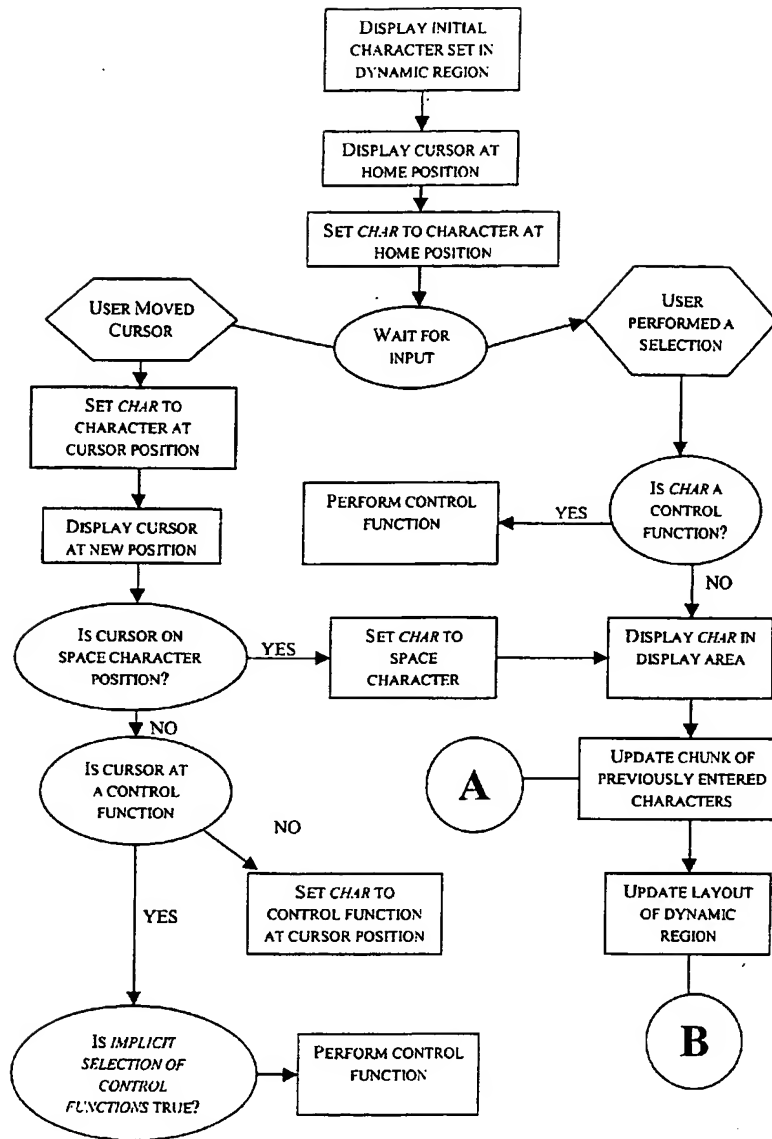 DISPLAY INITIAL
CHARACTER SET IN
DYNAMIC REGION
DISPLAY CURSOR AT
HOME POSITION
SET CHAR TO CHARACTER AT
HOME POSITION
USER MOVED
CURSOR
WAIT FOR
INPUT
USER
PERFORMED A
SELECTION
SET CHAR TO
CHARACTER AT
CURSOR POSITION
DISPLAY CURSOR
AT NEW POSITION
PERFORM CONTROL
FUNCTION
YES
IS CHAR A
CONTROL
FUNCTION?
NO
IS CURSOR ON
SPACE CHARACTER
POSITION?
YES
SET CHAR TO
SPACE
CHARACTER
DISPLAY CHAR IN
DISPLAY AREA
NO
IS CURSOR AT
A CONTROL
FUNCTION
A
UPDATE CHUNK OF
PREVIOUSLY ENTERED
CHARACTERS
NO
YES
SET CHAR TO
CONTROL FUNCTION
AT CURSOR POSITION
UPDATE LAYOUT
OF DYNAMIC
REGION
B
IS IMPLICIT
SELECTION OF
CONTROL
FUNCTIONS TRUE?
PERFORM CONTROL
FUNCTION